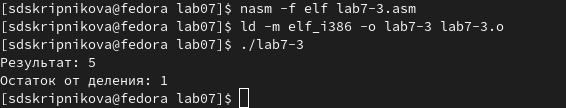 [sdskripnikova@fedora lab07]$ nasm -f elf lab7-3.asm
[sdskripnikova@fedora lab07]$ ld -m elf_i386 -o lab7-3 lab7-3.o
[sdskripnikova@fedora lab07]$ ./lab7-3
Результат: 5
Остаток от деления: 1
[sdskripnikova@fedora lab07]$